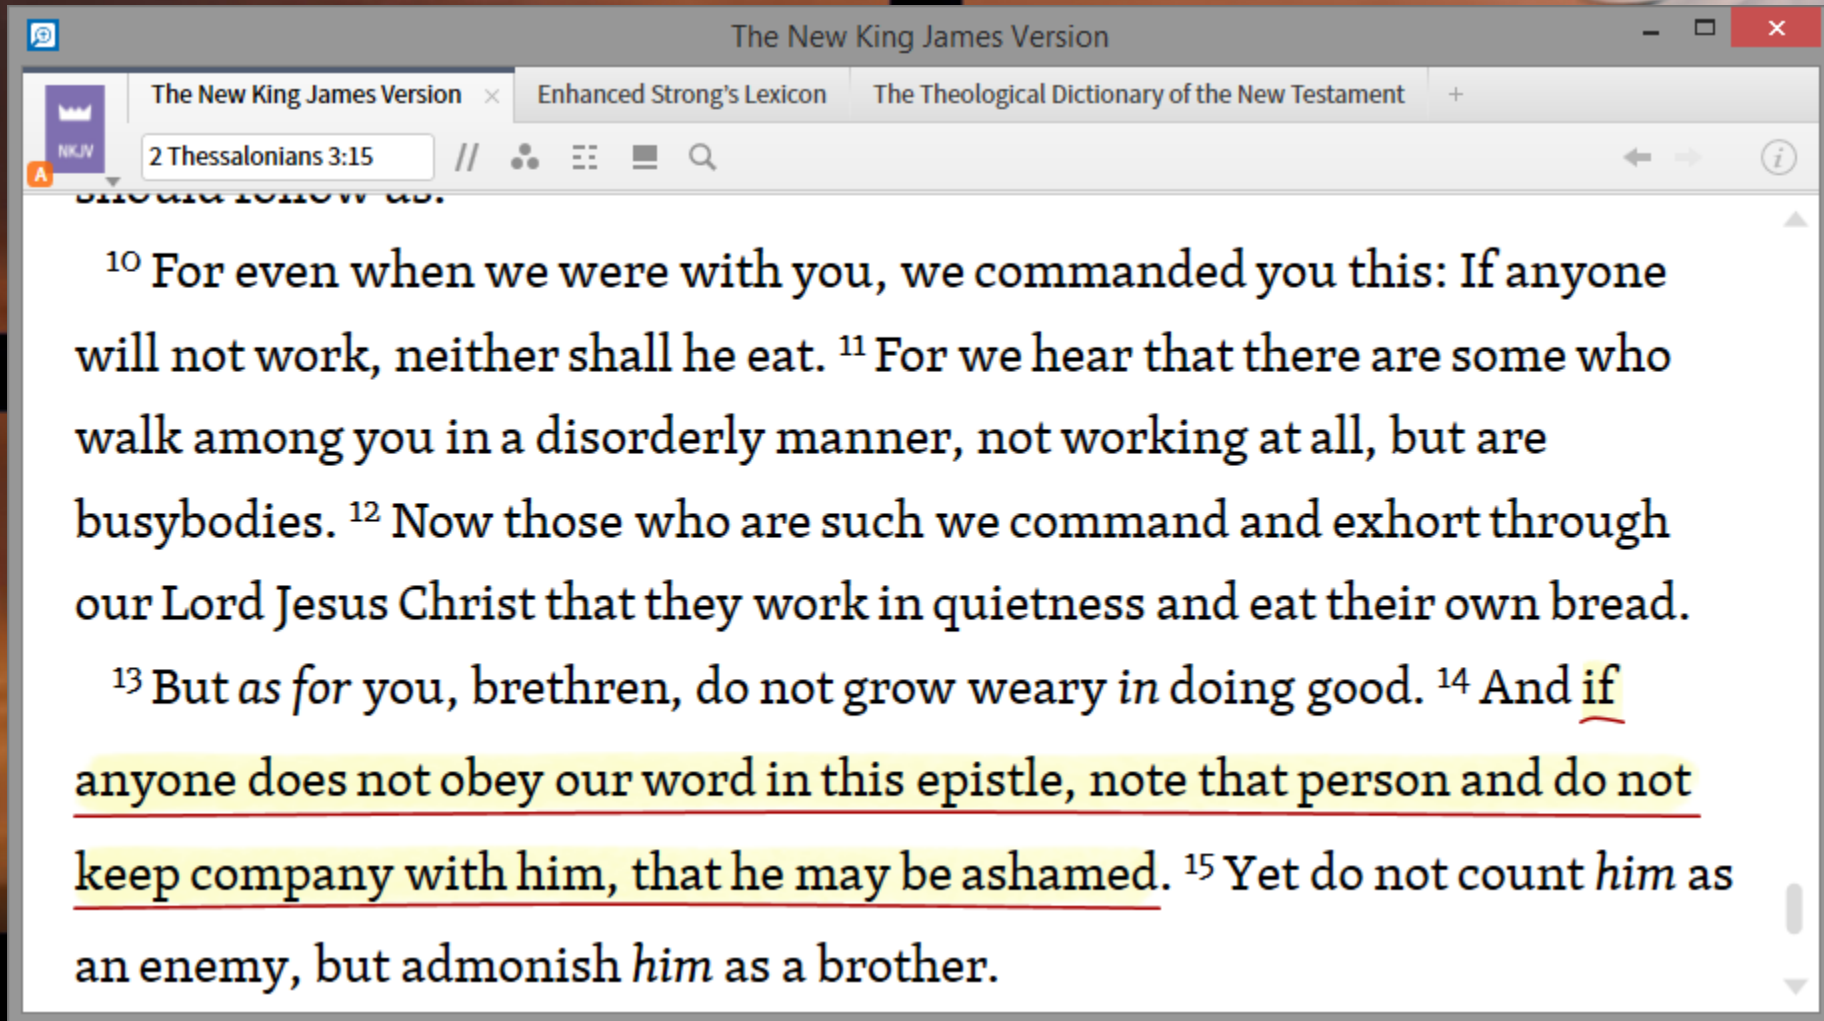 The New King James Version
The New King James Version × Enhanced Strong's Lexicon The Theological Dictionary of the New Testament +
NKJV
A
2 Thessalonians 3:15
should follow us.
10 For even when we were with you, we commanded you this: If anyone
will not work, neither shall he eat. 11 For we hear that there are some who
walk among you in a disorderly manner, not working at all, but are
busybodies. 12 Now those who are such we command and exhort through
our Lord Jesus Christ that they work in quietness and eat their own bread.
13 But as for you, brethren, do not grow weary in doing good. 14 And if
anyone does not obey our word in this epistle, note that person and do not
keep company with him, that he may be ashamed. 15 Yet do not count him as
an enemy, but admonish him as a brother.